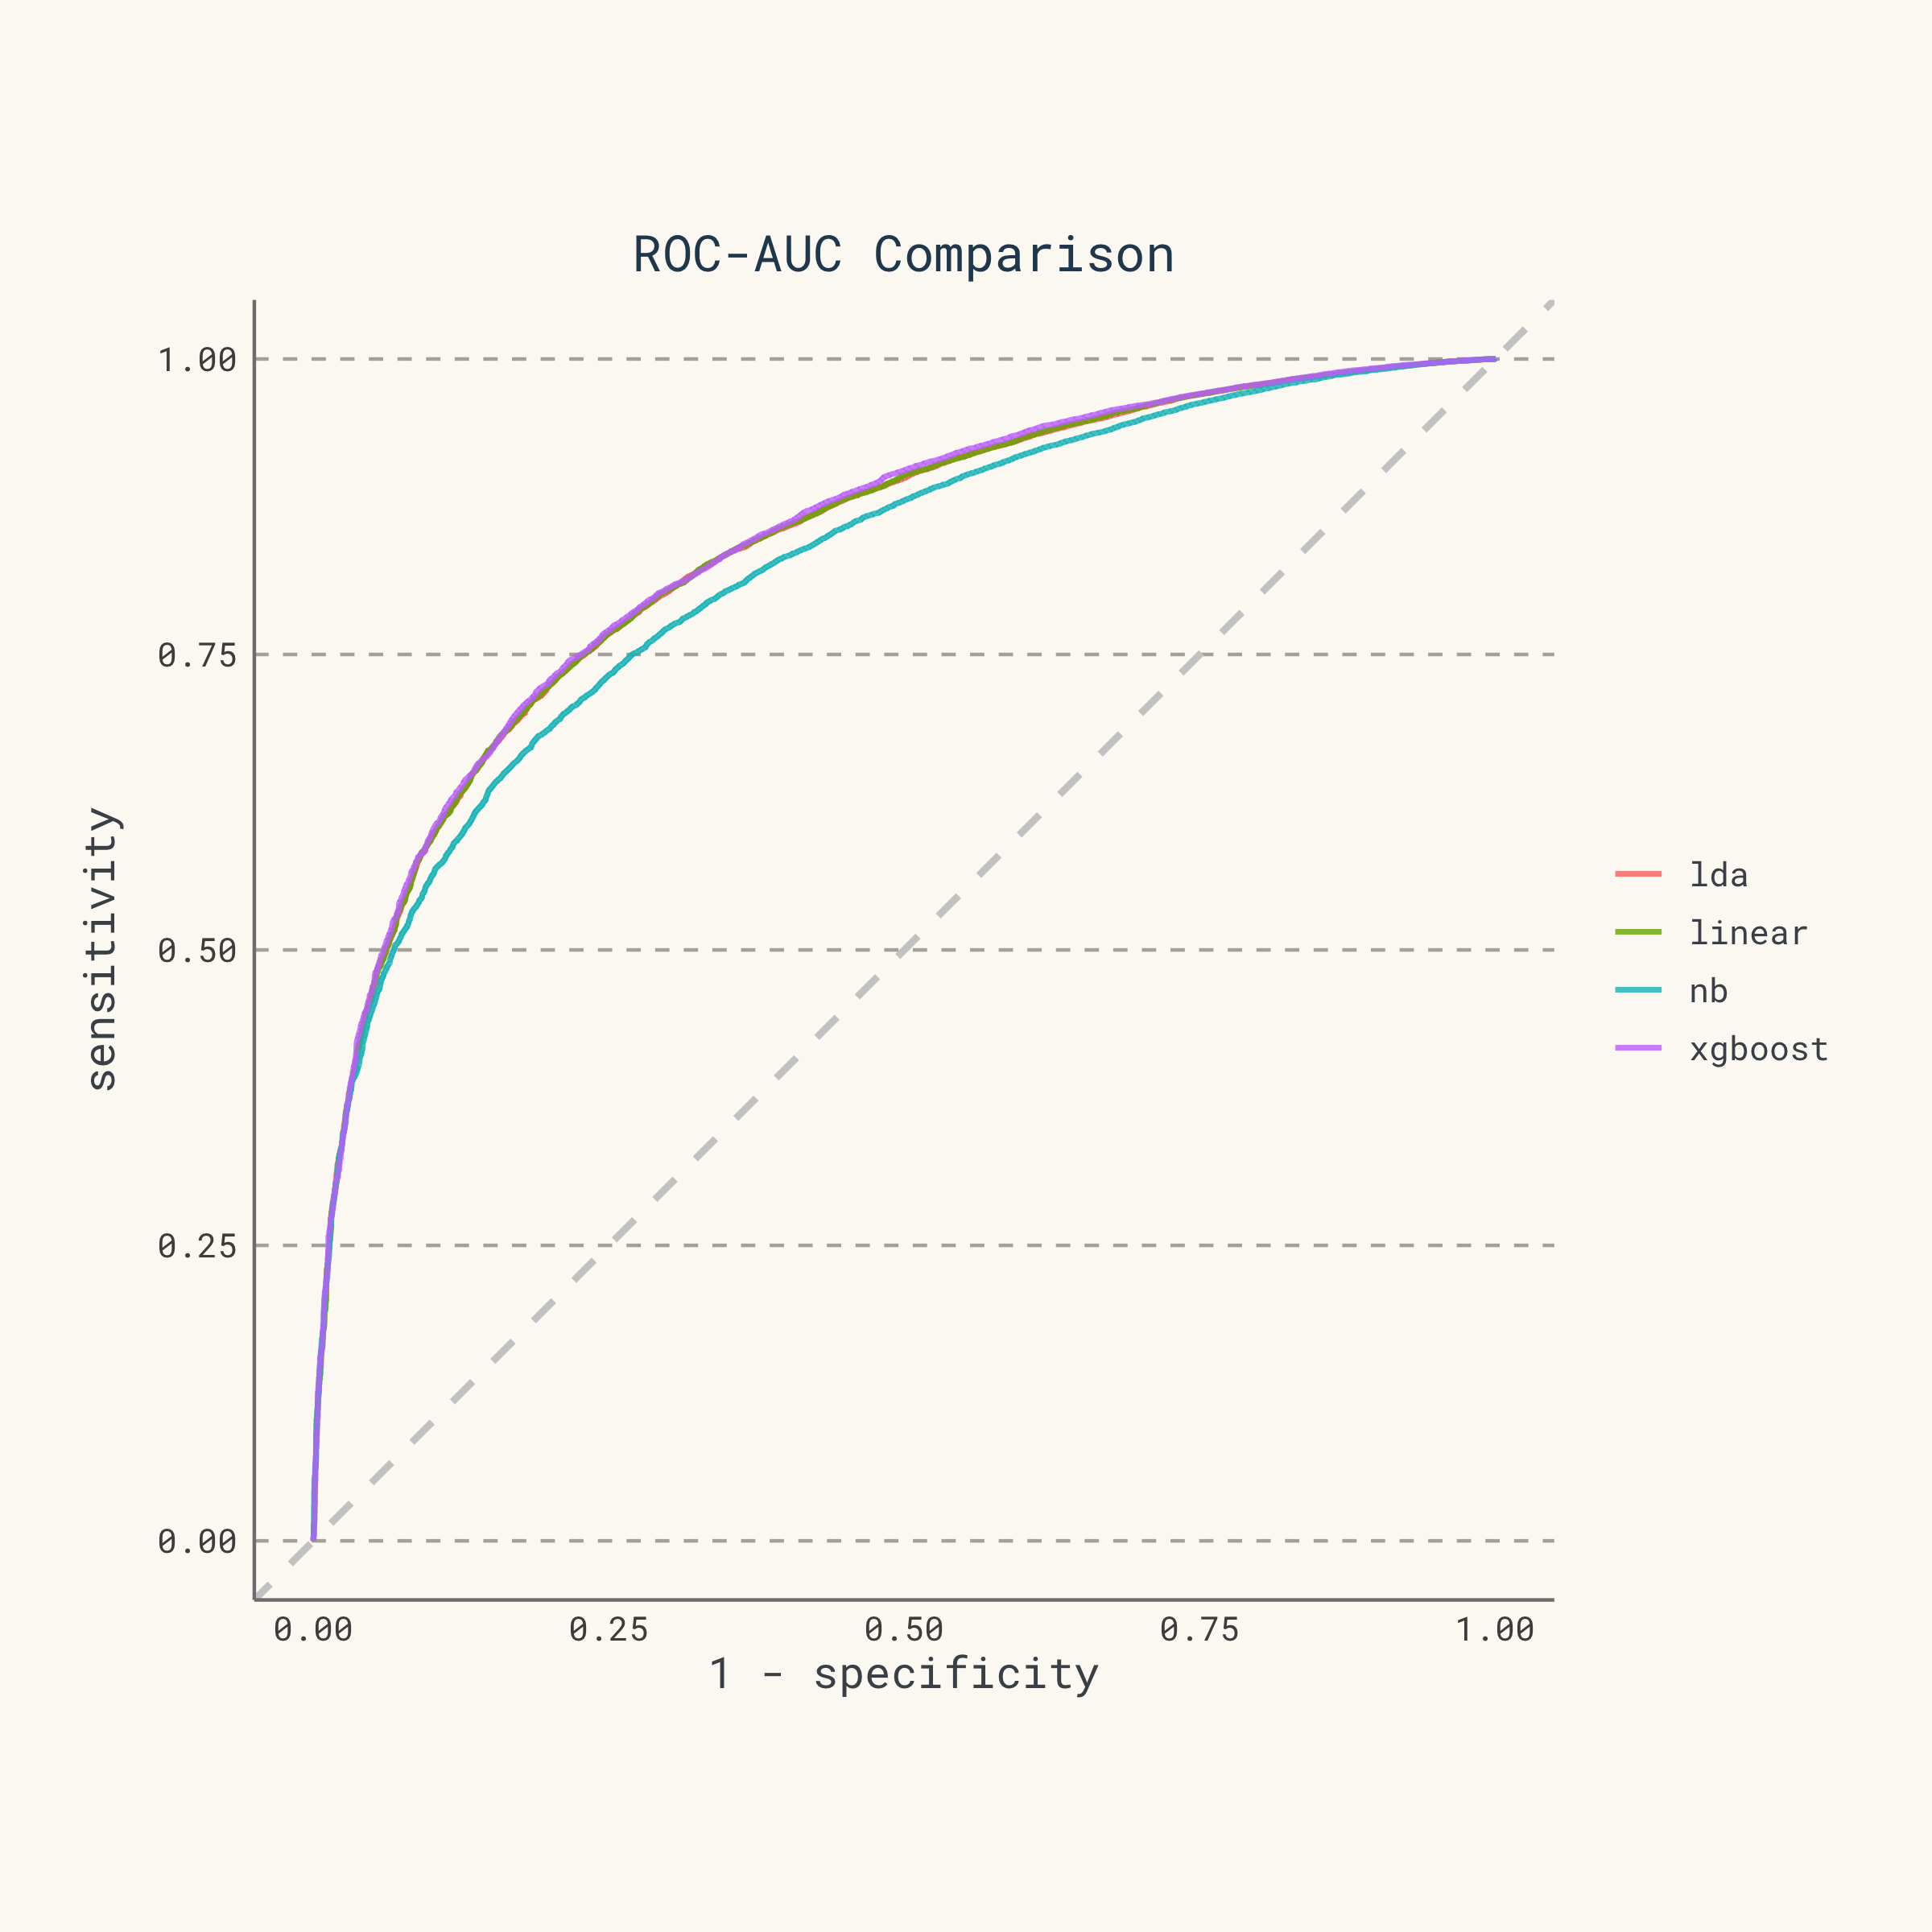 ROC-AUC Comparison
1.00
0.75
0.50
0.25
0.00
sensitivity
0.00 0.25 0.50 0.75 1.00
1 - specificity
lda
linear
nb
xgboost